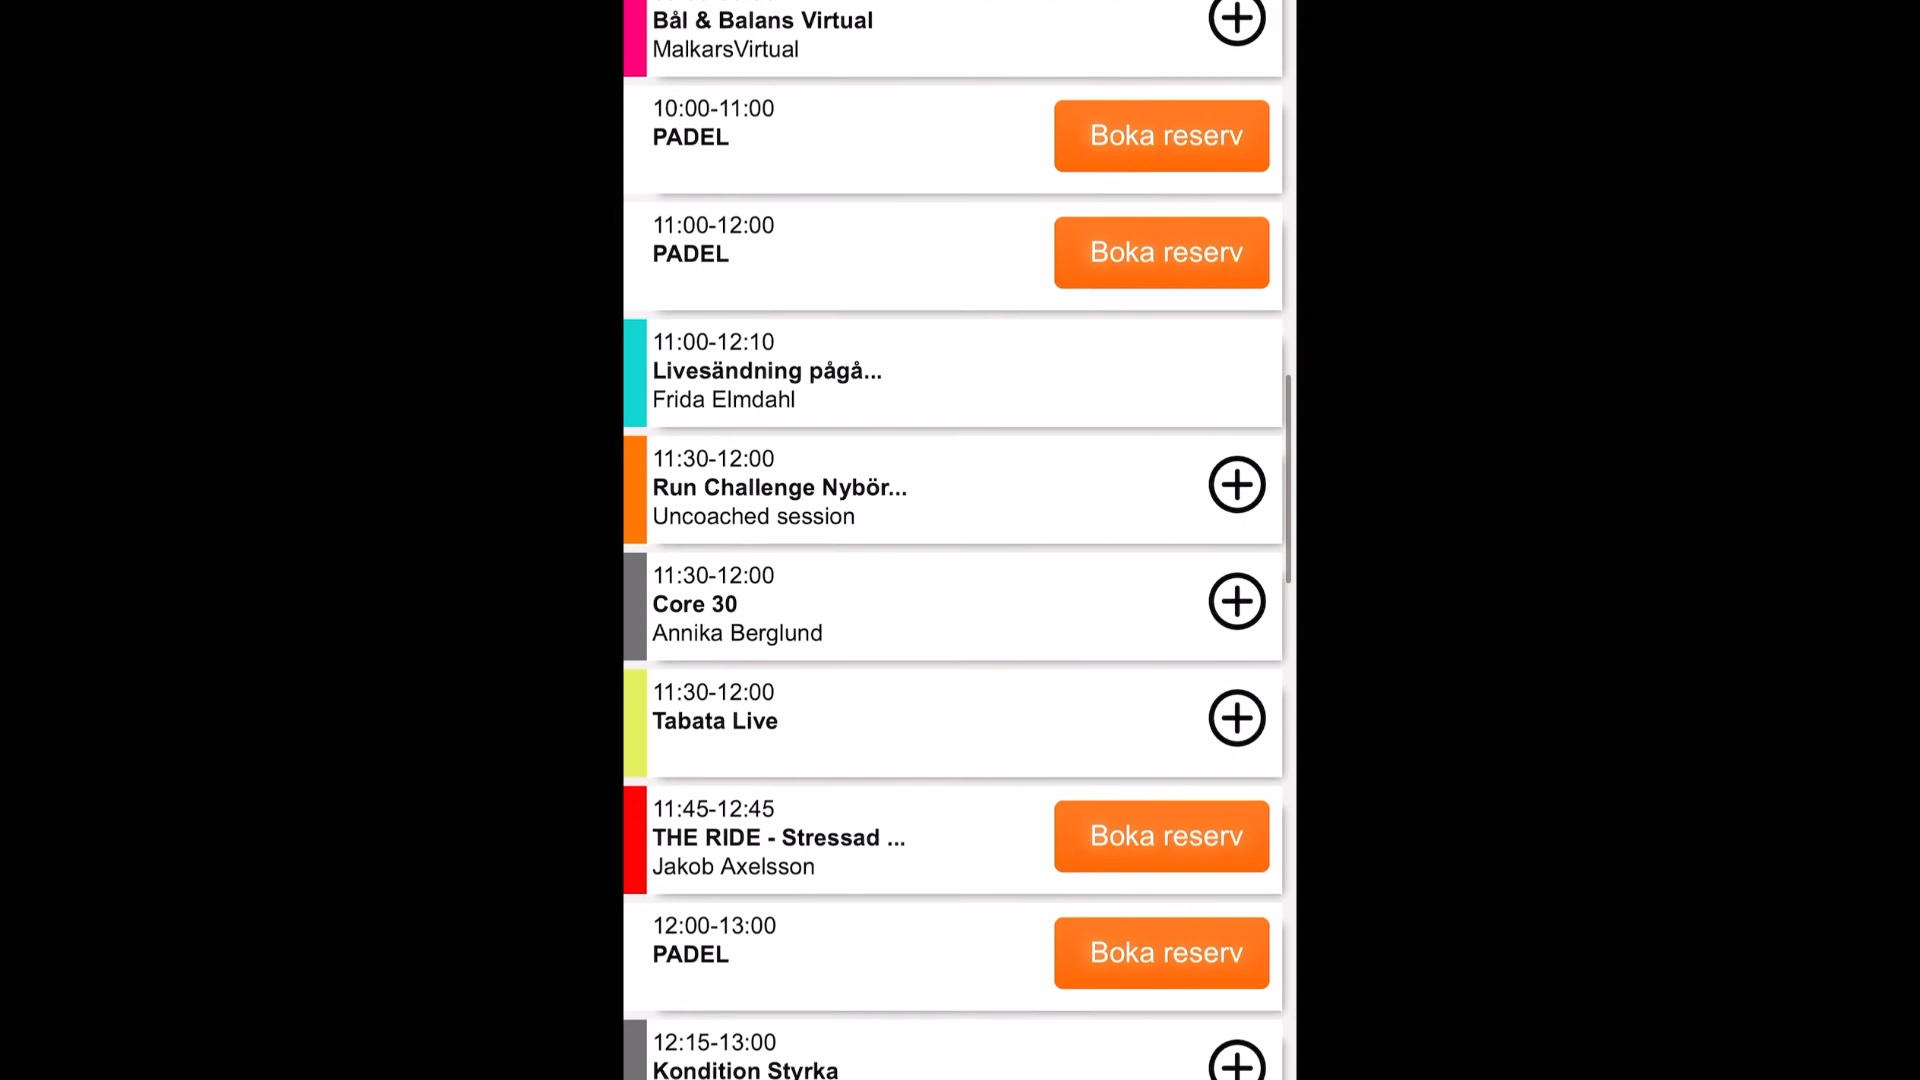 Bål & Balans Virtual
MalkarsVirtual
10:00-11:00
PADEL
Boka reserv
11:00-12:00
PADEL
Boka reserv
11:00-12:10
Livesändning pågå...
Frida Elmdahl
11:30-12:00
Run Challenge Nybör...
Uncoached session
11:30-12:00
Core 30
Annika Berglund
11:30-12:00
Tabata Live
11:45-12:45
THE RIDE - Stressad ...
Jakob Axelsson
Boka reserv
12:00-13:00
PADEL
Boka reserv
12:15-13:00
Kondition Styrka